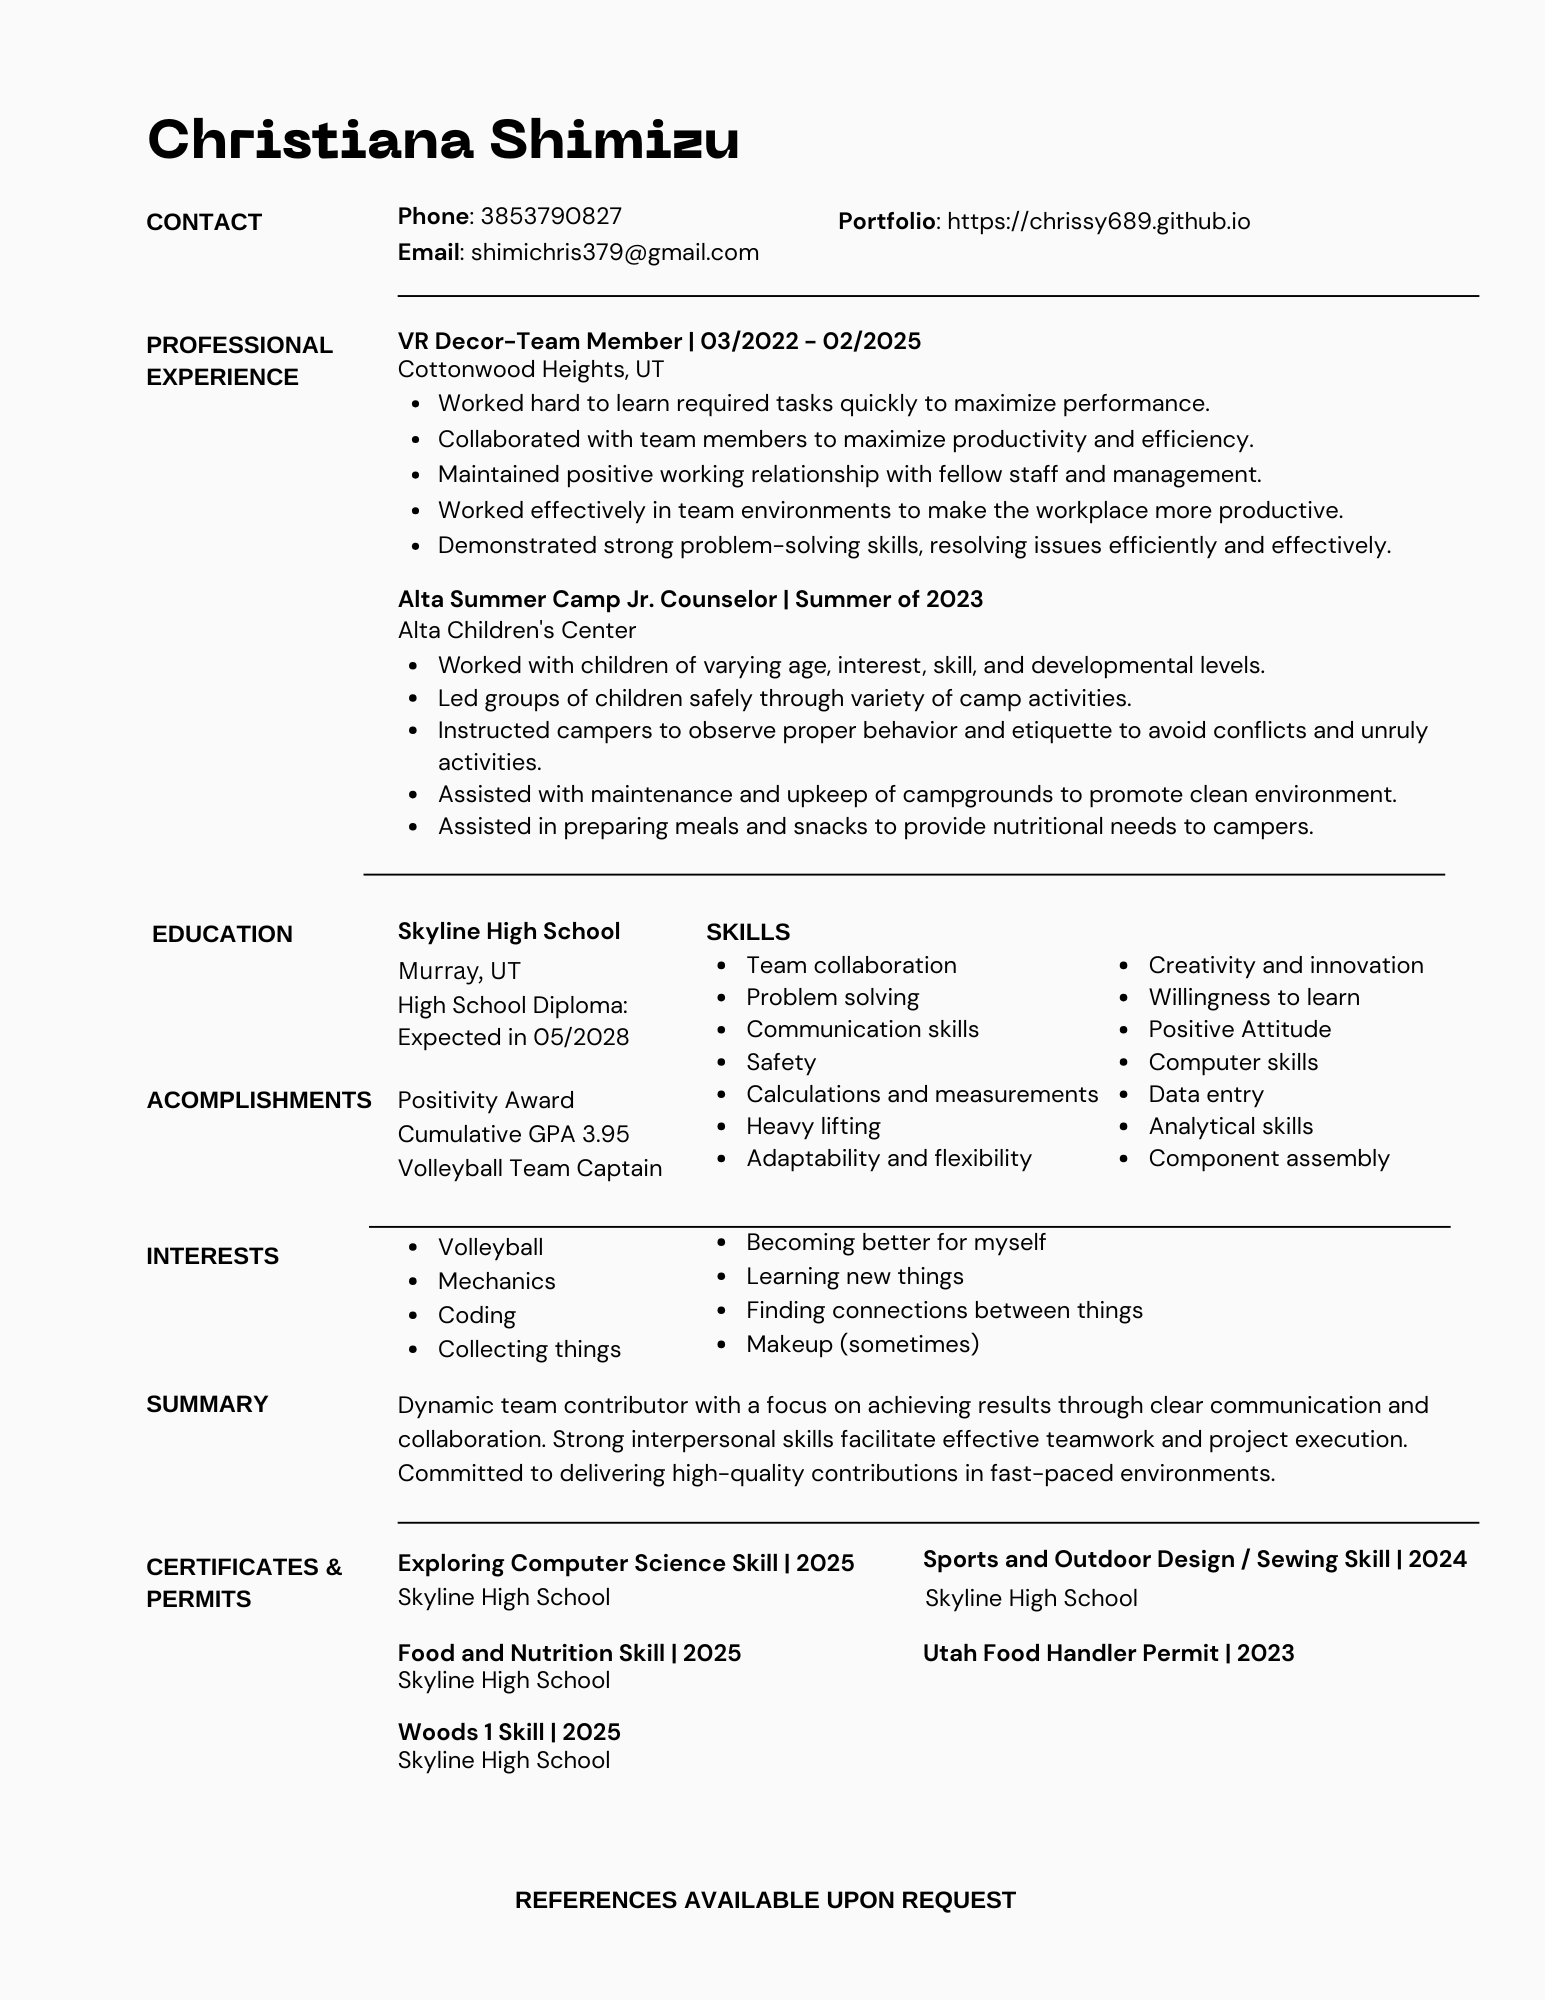 Christiana Shimizu
CONTACT
Phone: 3853790827
Email: shimichris379@gmail.com
Portfolio: https://chrissy689.github.io
PROFESSIONAL
EXPERIENCE
VR Decor-Team Member | 03/2022 - 02/2025
Cottonwood Heights, UT
• Worked hard to learn required tasks quickly to maximize performance.
• Collaborated with team members to maximize productivity and efficiency.
• Maintained positive working relationship with fellow staff and management.
• Worked effectively in team environments to make the workplace more productive.
• Demonstrated strong problem-solving skills, resolving issues efficiently and effectively.
Alta Summer Camp Jr. Counselor | Summer of 2023
Alta Children's Center
• Worked with children of varying age, interest, skill, and developmental levels.
• Led groups of children safely through variety of camp activities.
• Instructed campers to observe proper behavior and etiquette to avoid conflicts and unruly
activities.
• Assisted with maintenance and upkeep of campgrounds to promote clean environment.
• Assisted in preparing meals and snacks to provide nutritional needs to campers.
EDUCATION
Skyline High School
Murray, UT
High School Diploma:
Expected in 05/2028
ACOMPLISHMENTS
Positivity Award
Cumulative GPA 3.95
Volleyball Team Captain
SKILLS
• Team collaboration
• Problem solving
• Communication skills
• Safety
• Calculations and measurements
• Heavy lifting
• Adaptability and flexibility
• Creativity and innovation
• Willingness to learn
• Positive Attitude
• Computer skills
• Data entry
• Analytical skills
• Component assembly
INTERESTS
• Volleyball
• Mechanics
• Coding
• Collecting things
• Becoming better for myself
• Learning new things
• Finding connections between things
• Makeup (sometimes)
SUMMARY
Dynamic team contributor with a focus on achieving results through clear communication and
collaboration. Strong interpersonal skills facilitate effective teamwork and project execution.
Committed to delivering high-quality contributions in fast-paced environments.
CERTIFICATES &
PERMITS
Exploring Computer Science Skill | 2025
Skyline High School
Food and Nutrition Skill | 2025
Skyline High School
Woods 1 Skill | 2025
Skyline High School
Sports and Outdoor Design / Sewing Skill | 2024
Skyline High School
Utah Food Handler Permit | 2023
REFERENCES AVAILABLE UPON REQUEST